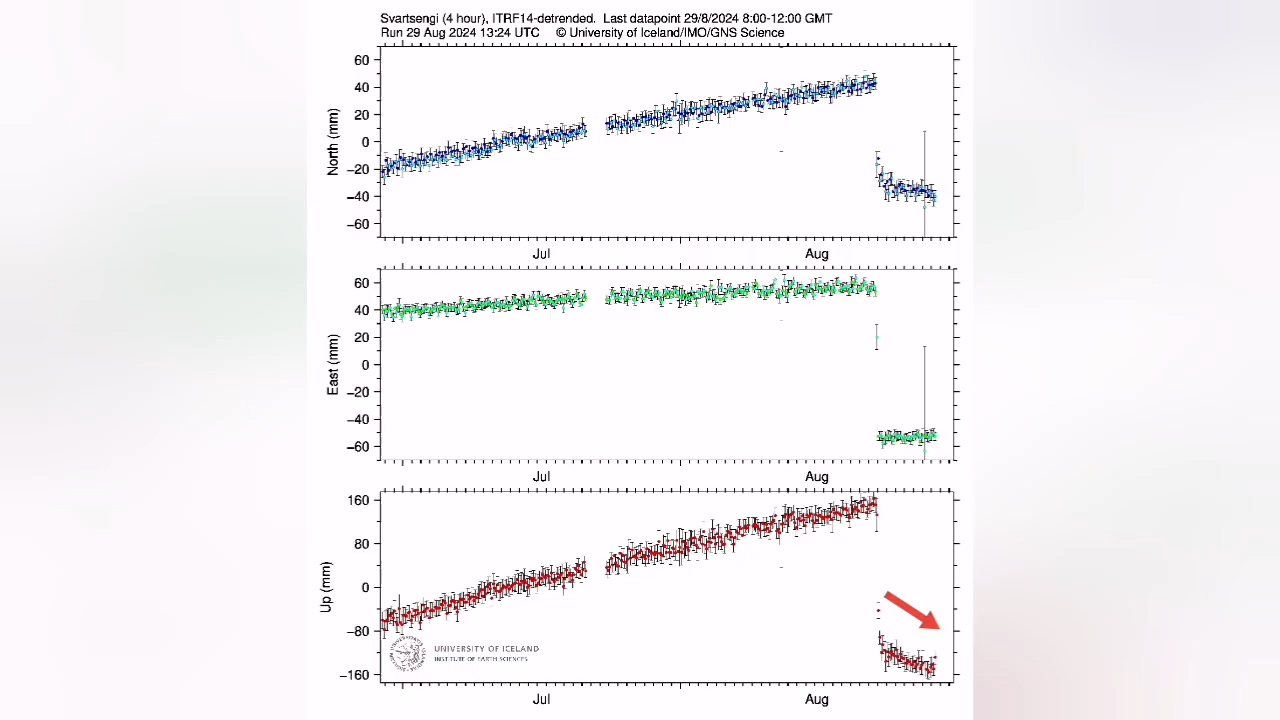 Svartsengi (4 hour), ITRF14-detrended. Last datapoint 29/8/2024 8:00-12:00 GMT
Run 29 Aug 2024 13:24 UTC © University of Iceland/IMO/GNS Science
60
40
20
0
−20
−40
−60
North (mm)
Jul Aug
60
40
20
0
−20
−40
−60
East (mm)
Jul Aug
160
80
0
−80
−160
Up (mm)
UNIVERSITY OF ICELAND
INSTITUTE OF EARTH SCIENCES
Jul Aug